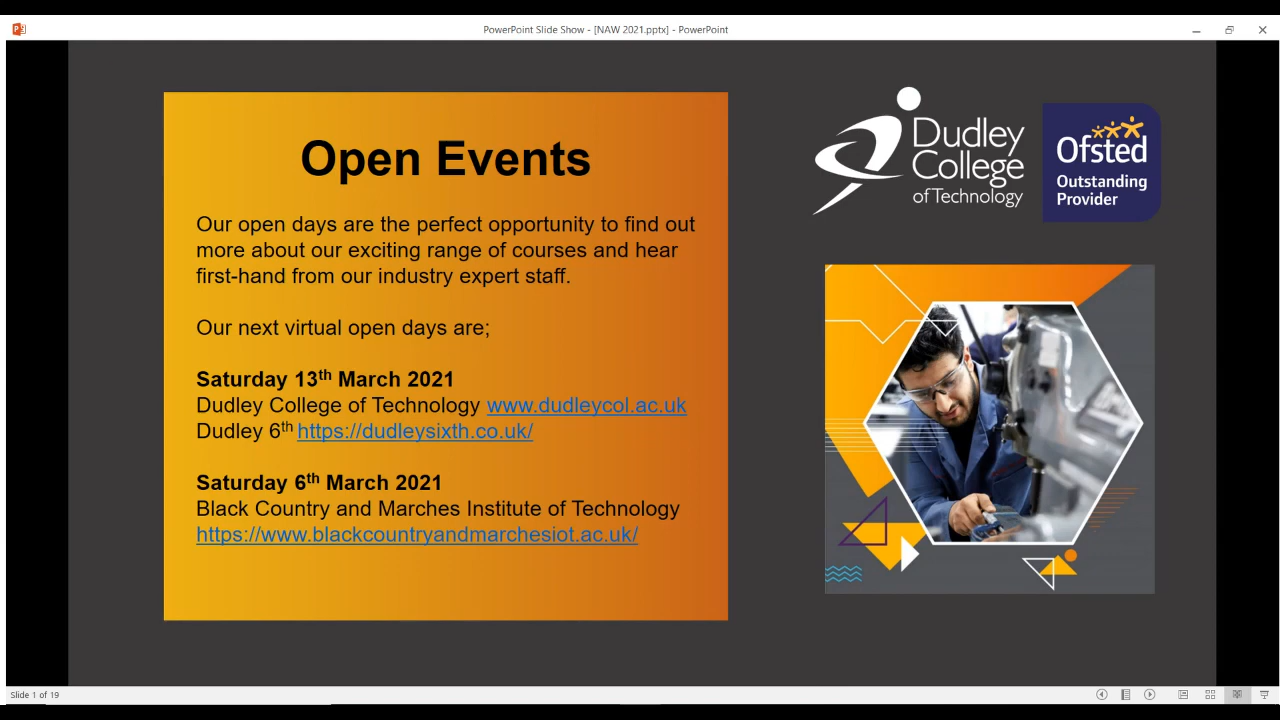 PowerPoint Slide Show - [NAW 2021.pptx] - PowerPoint
Open Events
Our open days are the perfect opportunity to find out
more about our exciting range of courses and hear
first-hand from our industry expert staff.
Our next virtual open days are;
Saturday 13th March 2021
Dudley College of Technology www.dudleycol.ac.uk
Dudley 6th https://dudleysixth.co.uk/
Saturday 6th March 2021
Black Country and Marches Institute of Technology
https://www.blackcountryandmarchesiot.ac.uk/
Dudley
College
of Technology
Ofsted
Outstanding
Provider
Slide 1 of 19